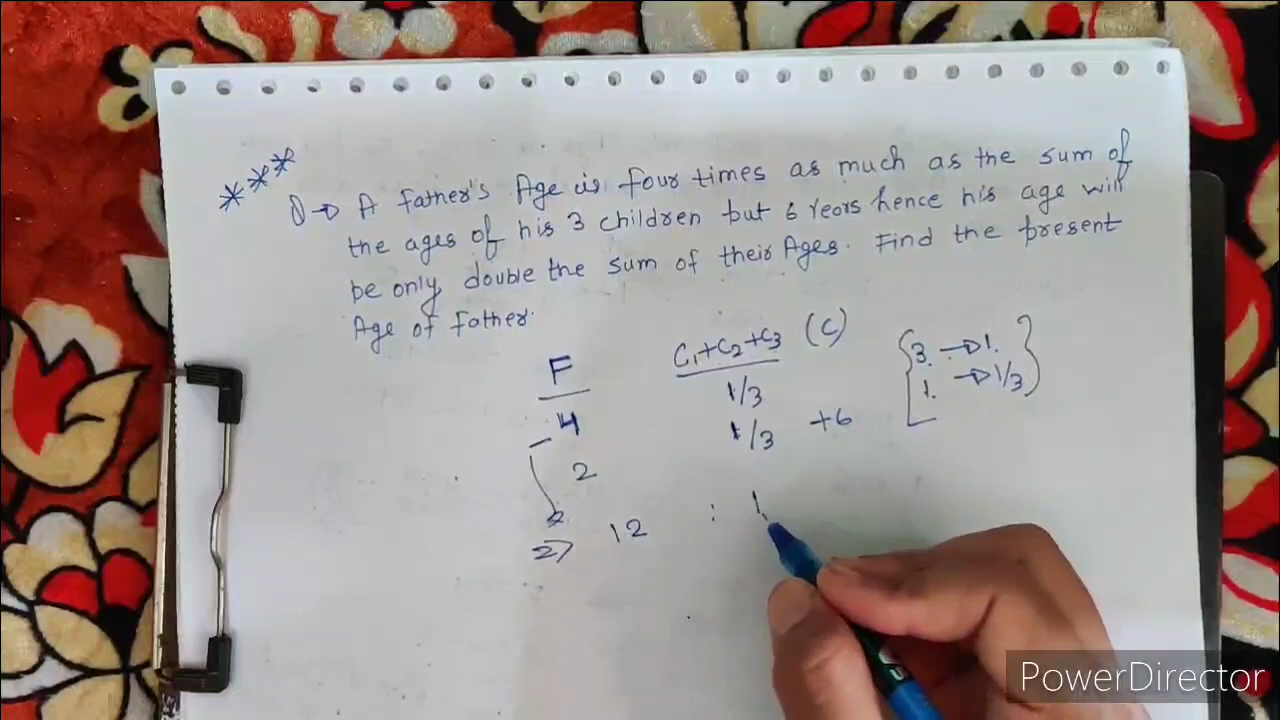 *** Q→ A father's Age is four times as much as the sum of
the ages of his 3 children but 6 Years hence his age will
be only double the sum of their Ages. Find the present
Age of father.
F C₁+C₂+C₃ (C) 3. → 1.
4 1/3 1. → 1/3
2 1/3 +6
12 : 1
PowerDirector